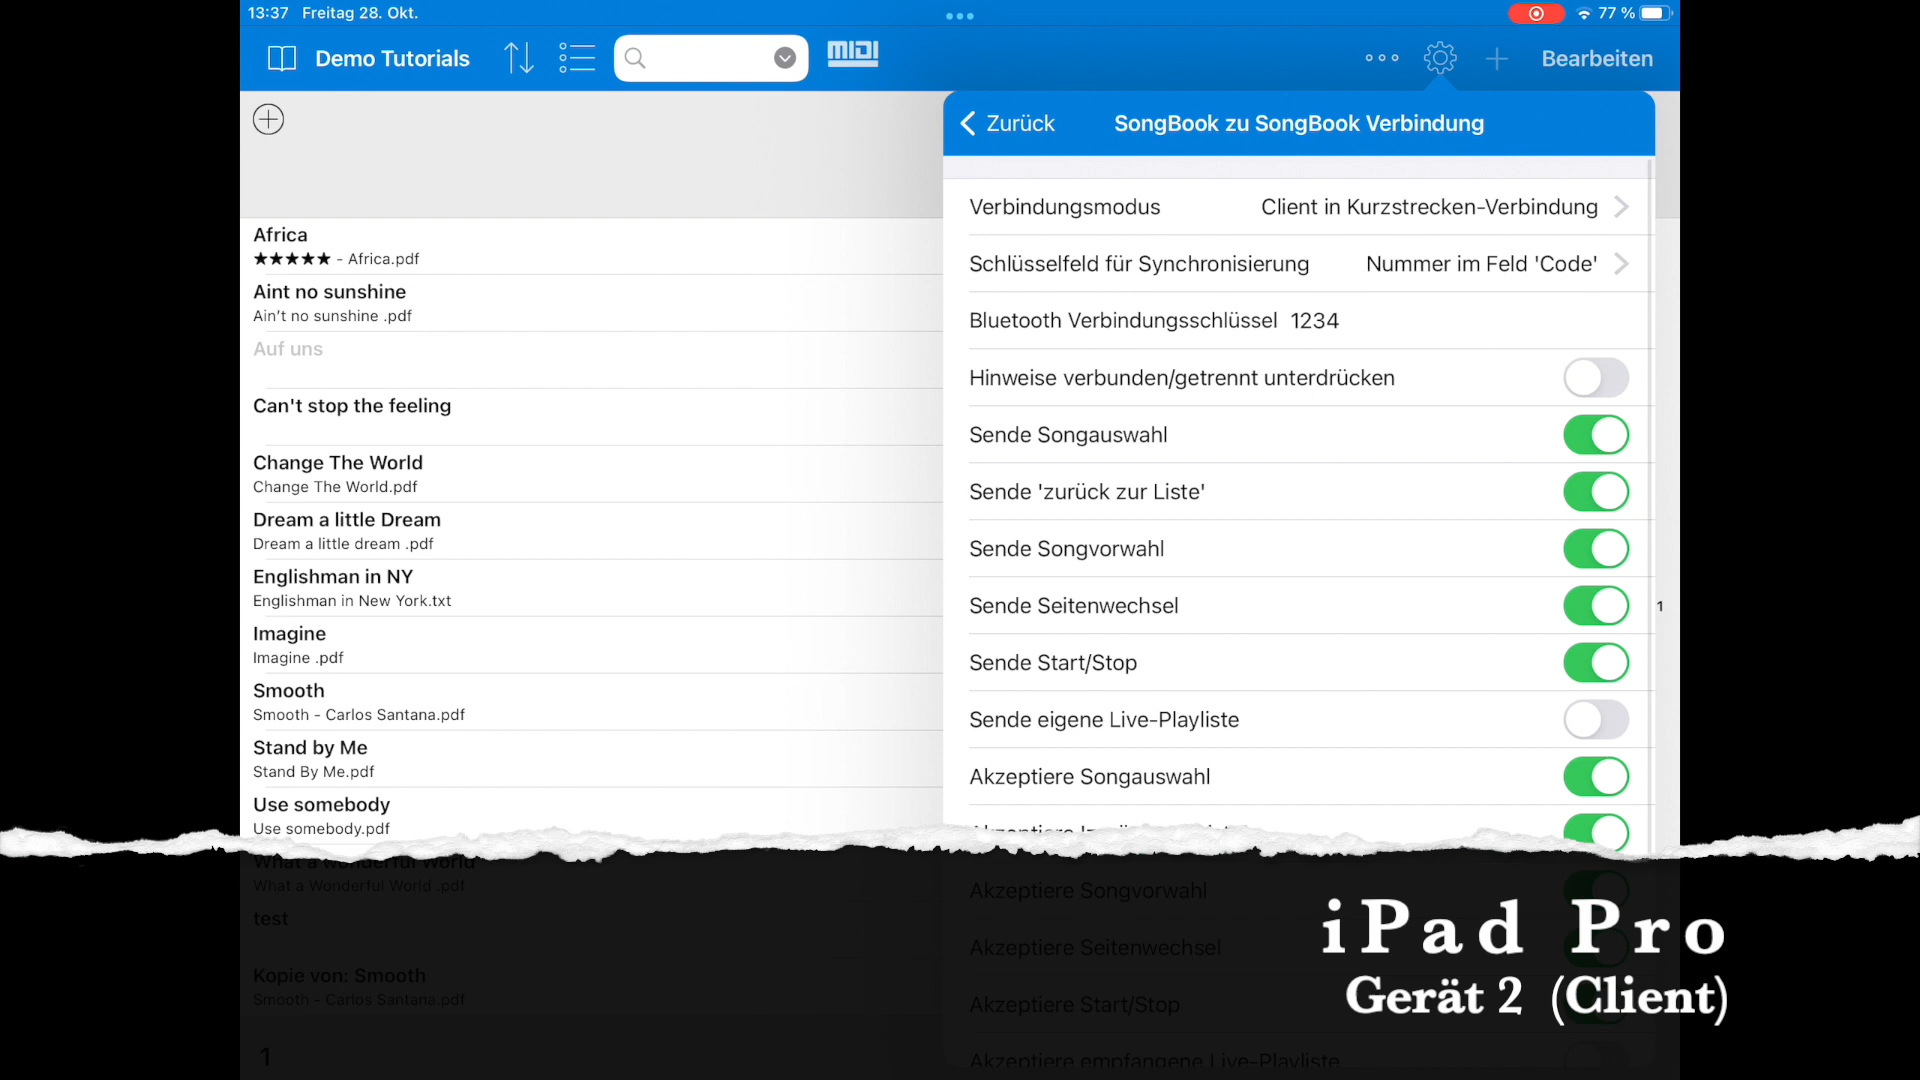 13:37 Freitag 28. Okt.
77 %
Demo Tutorials
MIDI
Bearbeiten
Zurück
SongBook zu SongBook Verbindung
Africa
★★★★★ - Africa.pdf
Aint no sunshine
Ain’t no sunshine .pdf
Auf uns
Can't stop the feeling
Change The World
Change The World.pdf
Dream a little Dream
Dream a little dream .pdf
Englishman in NY
Englishman in New York.txt
Imagine
Imagine .pdf
Smooth
Smooth - Carlos Santana.pdf
Stand by Me
Stand By Me.pdf
Use somebody
Use somebody.pdf
What a wonderful world
What a Wonderful World .pdf
test
Kopie von: Smooth
Smooth - Carlos Santana.pdf
1
Verbindungsmodus Client in Kurzstrecken-Verbindung
Schlüsselfeld für Synchronisierung Nummer im Feld 'Code'
Bluetooth Verbindungsschlüssel 1234
Hinweise verbunden/getrennt unterdrücken
Sende Songauswahl
Sende 'zurück zur Liste'
Sende Songvorwahl
Sende Seitenwechsel
1
Sende Start/Stop
Sende eigene Live-Playliste
Akzeptiere Songauswahl
Akzeptiere Songvorwahl
Akzeptiere Seitenwechsel
Akzeptiere Start/Stop
Akzeptiere empfangene Live-Playliste
iPad Pro
Gerät 2 (Client)